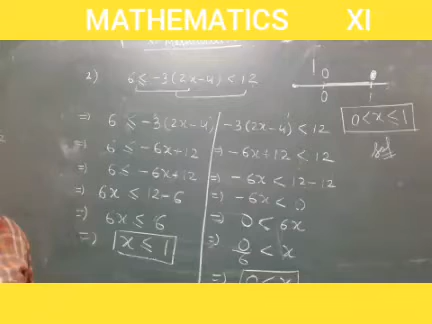 MATHEMATICS XI
2) 6 ≤ -3(2x-4) < 12
⇒ 6 ≤ -3(2x-4)
⇒ 6 ≤ -6x+12
⇒ 6 ≤ -6x+12
⇒ 6x ≤ 12-6
⇒ 6x ≤ 6
⇒ x ≤ 1
-3(2x-4) < 12
⇒ -6x+12 < 12
⇒ -6x < 12-12
⇒ -6x < 0
⇒ 0 < 6x
⇒ 0/6 < x
⇒ 0 < x
0
0 1
0 < x ≤ 1